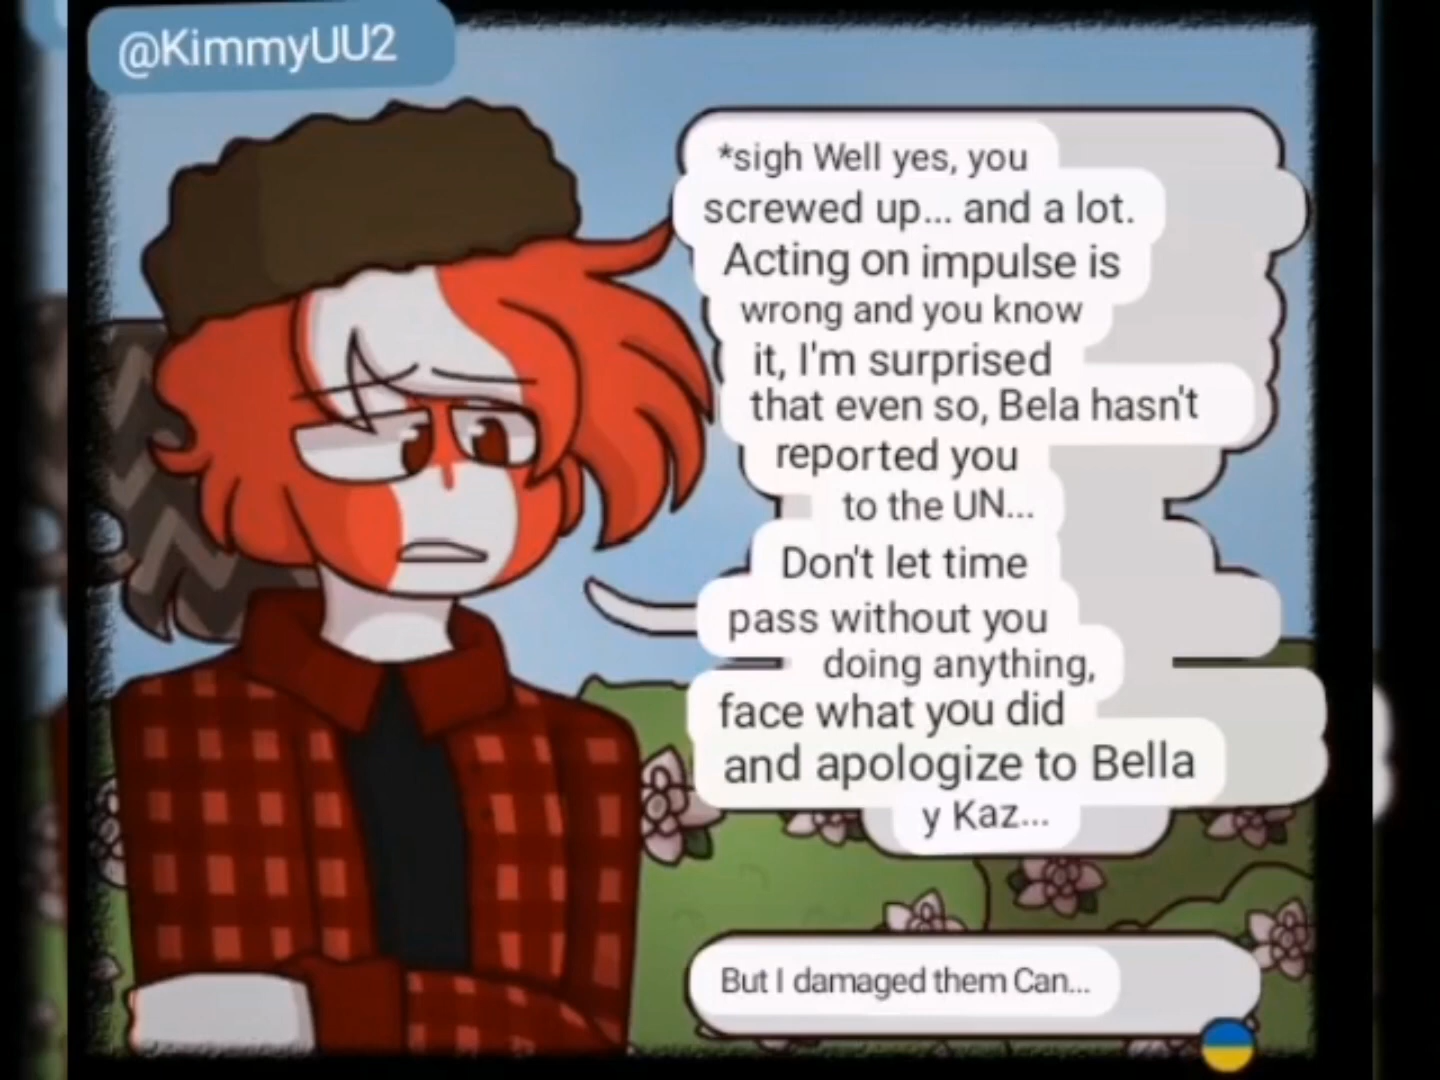 @KimmyUU2
*sigh Well yes, you
screwed up... and a lot.
Acting on impulse is
wrong and you know
it, I'm surprised
that even so, Bela hasn't
reported you
to the UN...
Don't let time
pass without you
doing anything,
face what you did
and apologize to Bella
y Kaz...
But I damaged them Can...